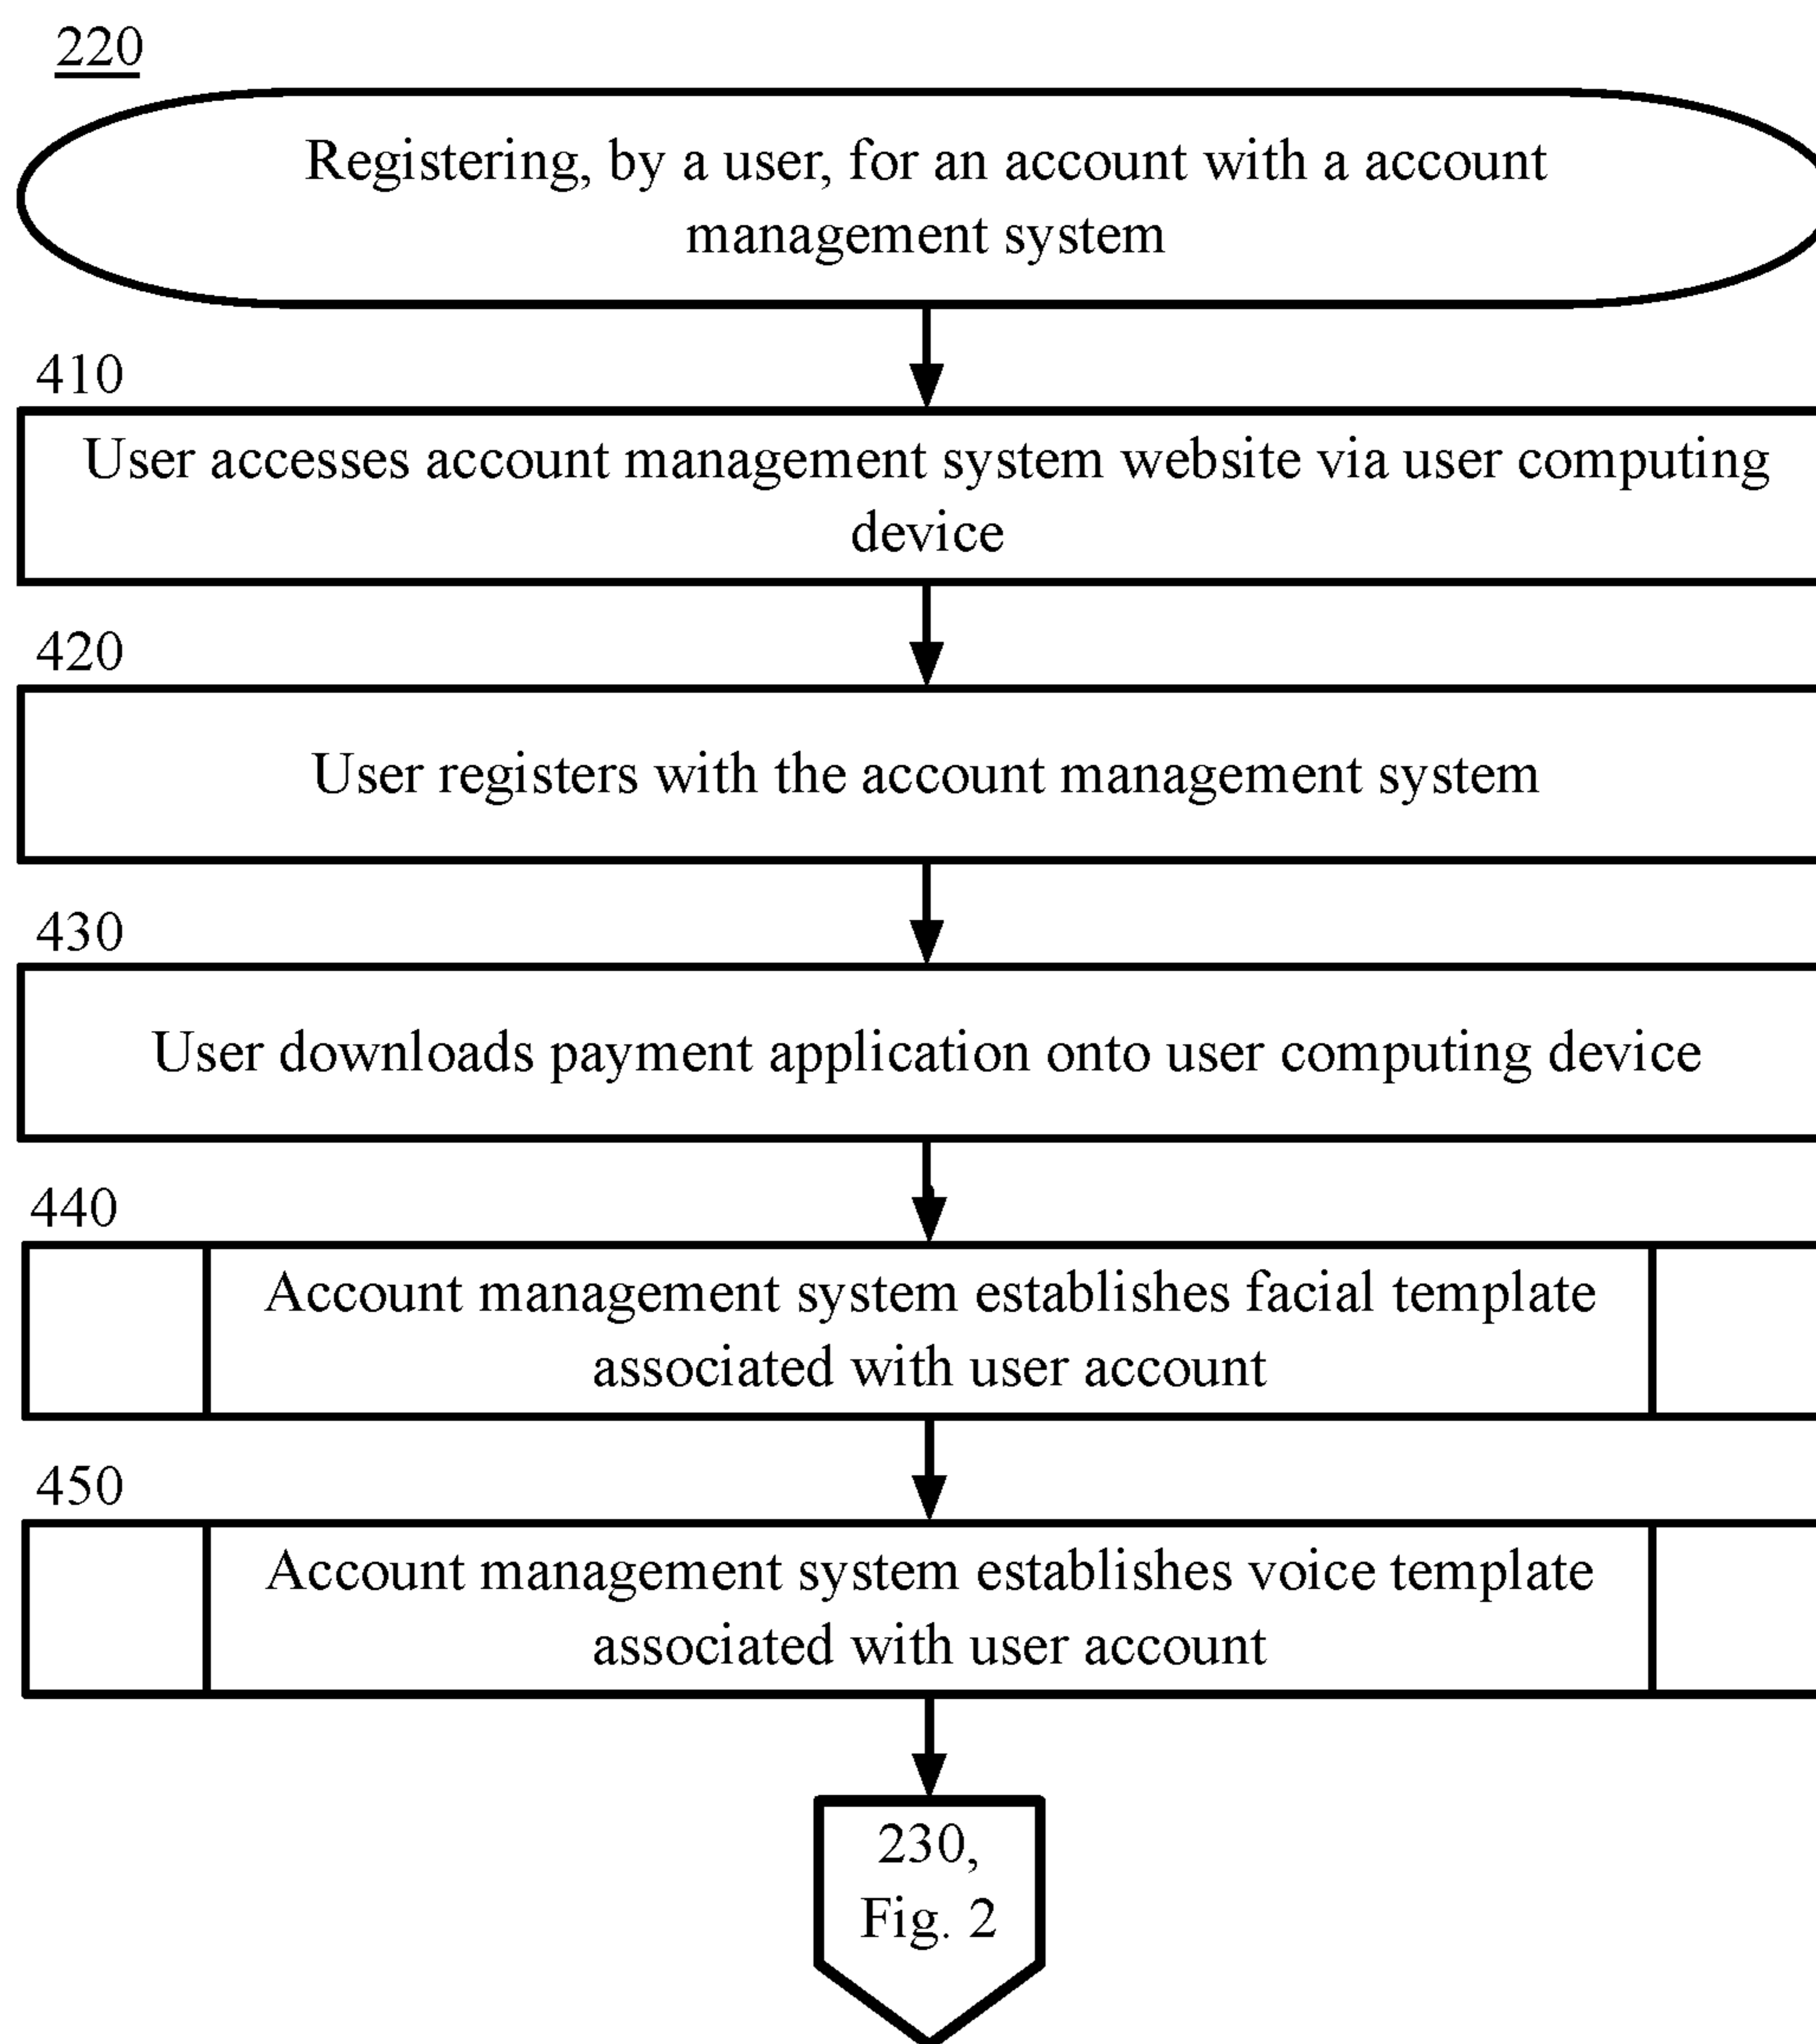 220
Registering, by a user, for an account with a account
management system
410
User accesses account management system website via user computing
device
420
User registers with the account management system
430
User downloads payment application onto user computing device
440
Account management system establishes facial template
associated with user account
450
Account management system establishes voice template
associated with user account
230,
Fig. 2